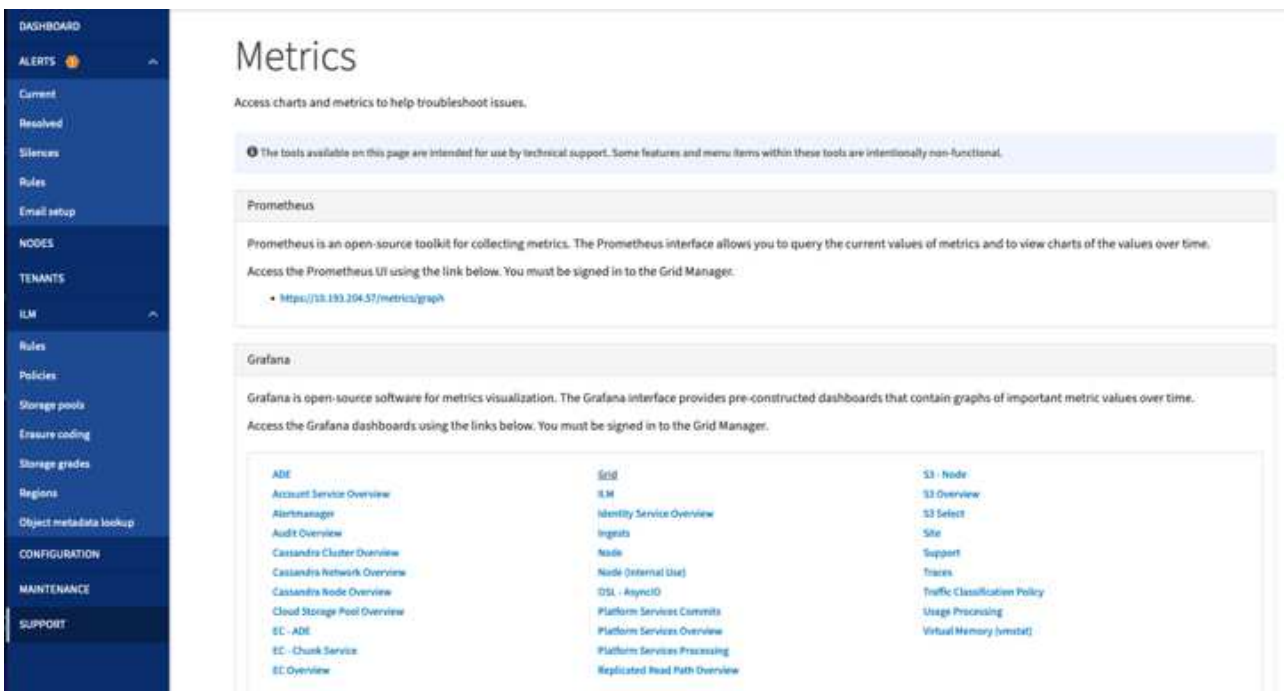 DASHBOARD
ALERTS
Current
Resolved
Silences
Rules
Email setup
NODES
TENANTS
ILM
Rules
Policies
Storage pools
Erasure coding
Storage grades
Regions
Object metadata lookup
CONFIGURATION
MAINTENANCE
SUPPORT
Metrics
Access charts and metrics to help troubleshoot issues.
The tools available on this page are intended for use by technical support. Some features and menu items within these tools are intentionally non-functional.
Prometheus
Prometheus is an open-source toolkit for collecting metrics. The Prometheus interface allows you to query the current values of metrics and to view charts of the values over time.
Access the Prometheus UI using the link below. You must be signed in to the Grid Manager.
• https://10.193.204.57/metrics/graph
Grafana
Grafana is open-source software for metrics visualization. The Grafana interface provides pre-constructed dashboards that contain graphs of important metric values over time.
Access the Grafana dashboards using the links below. You must be signed in to the Grid Manager.
ADE
Account Service Overview
Alertmanager
Audit Overview
Cassandra Cluster Overview
Cassandra Network Overview
Cassandra Node Overview
Cloud Storage Pool Overview
EC - ADE
EC - Chunk Service
EC Overview
Grid
ILM
Identity Service Overview
Ingests
Node
Node (Internal Use)
OSL - AsyncIO
Platform Services Commits
Platform Services Overview
Platform Services Processing
Replicated Read Path Overview
S3 - Node
S3 Overview
S3 Select
Site
Support
Traces
Traffic Classification Policy
Usage Processing
Virtual Memory (vmstat)